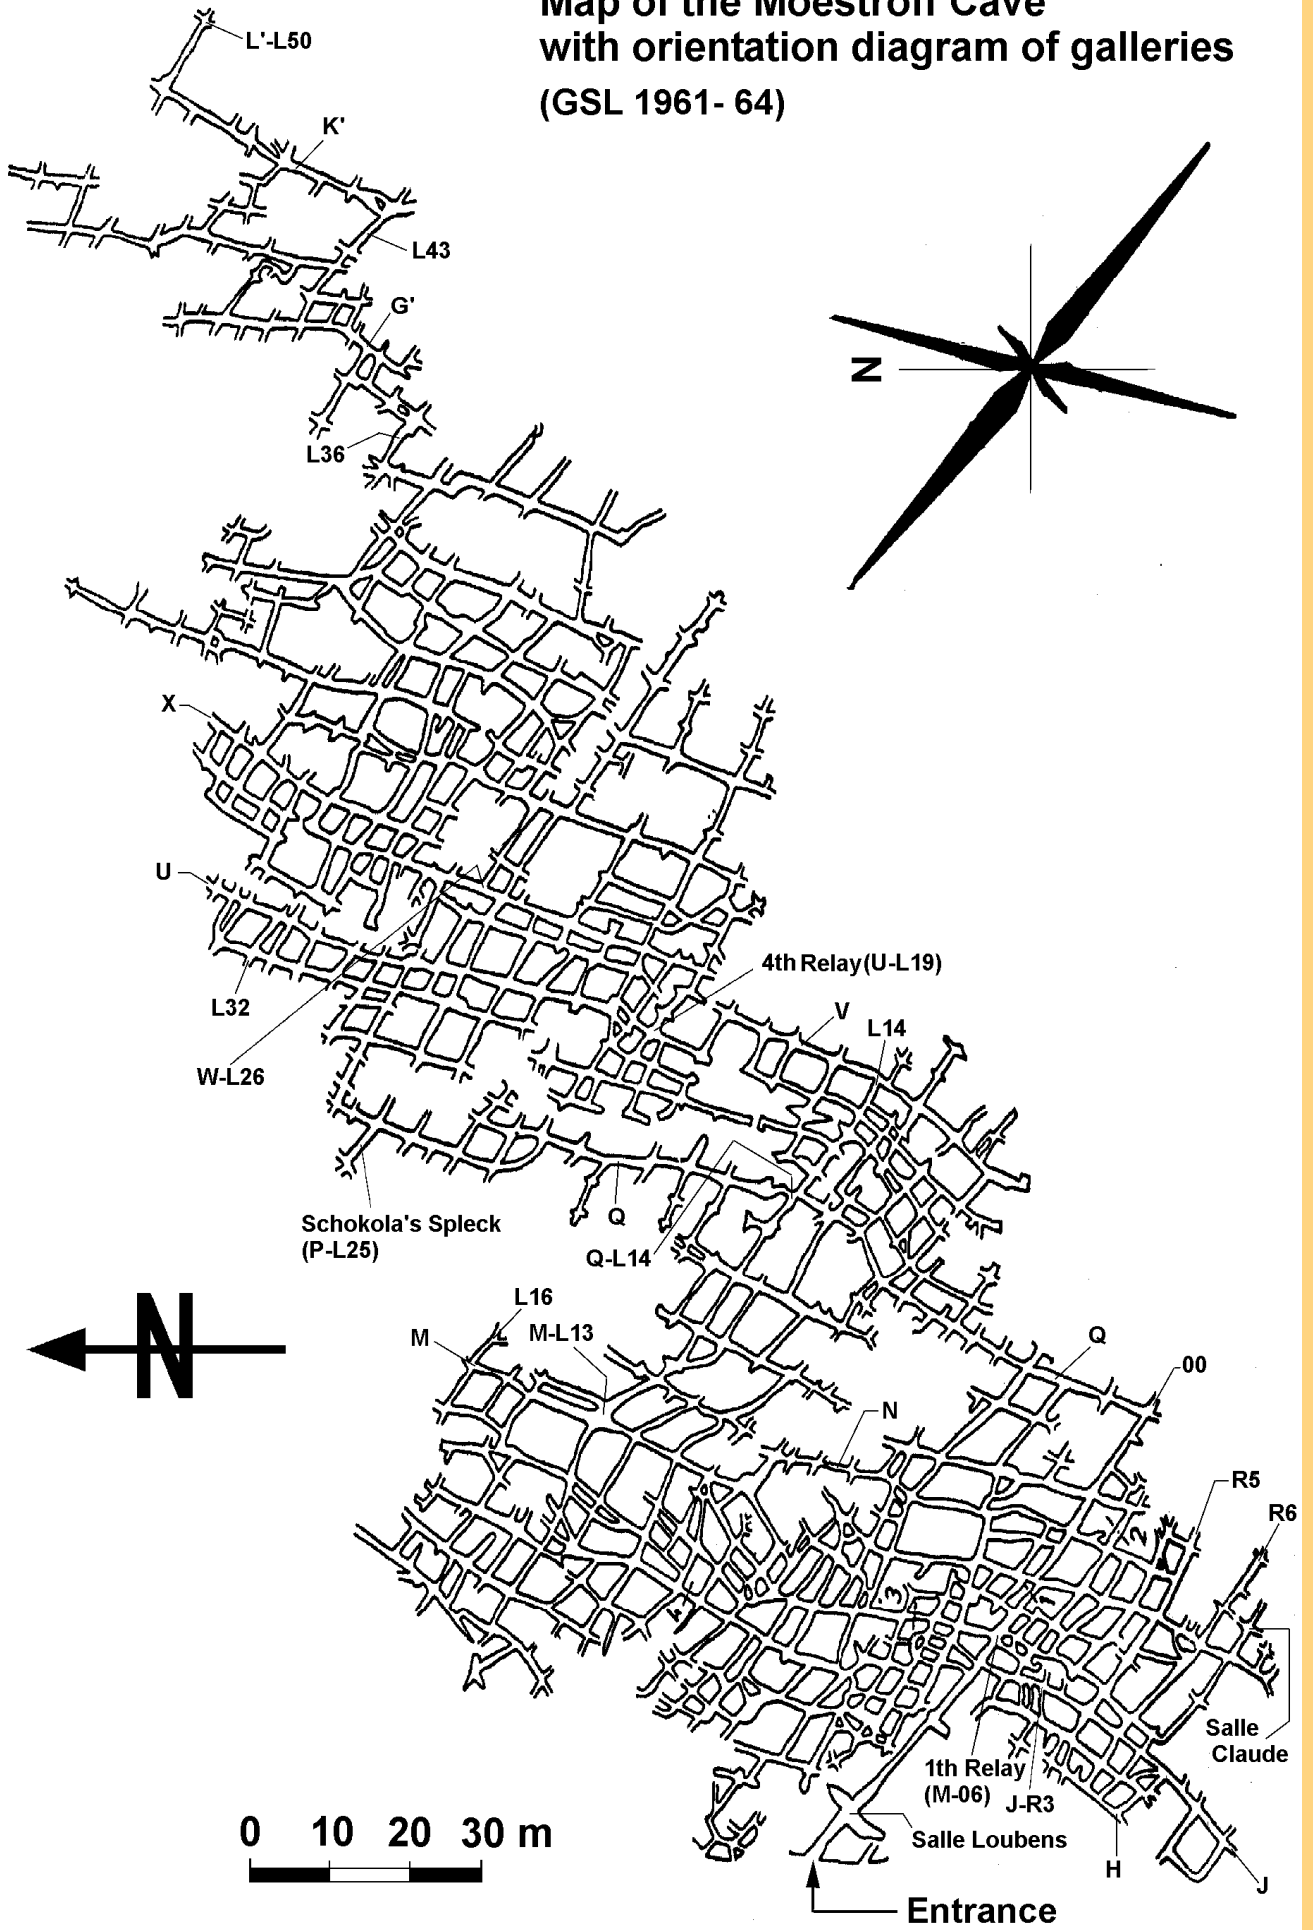 Map of the Moestroff Cave
with orientation diagram of galleries
(GSL 1961- 64)
L'-L50
K'
L43
G'
N
L36
X
U
4th Relay (U-L19)
V
L14
L32
W-L26
Schokola's Spleck
(P-L25)
Q
Q-L14
N
L16
M
M-L13
Q
00
N
R5
R6
2
3
1
4
Salle
Claude
1th Relay
(M-06)
J-R3
0 10 20 30 m
Salle Loubens
H
J
Entrance